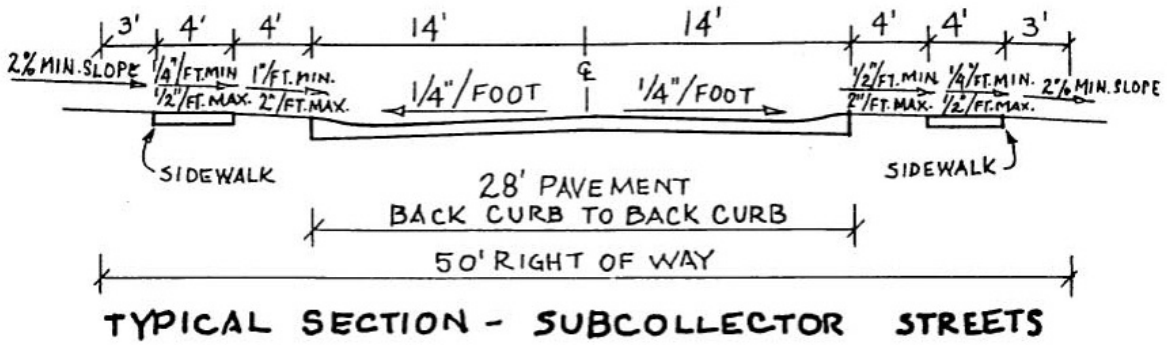 3' 4' 4' 14' 14' 4' 4' 3'
2% MIN. SLOPE 1/4"/FT. MIN 1"/FT. MIN. ℄ 1/2"/FT. MIN 1/4"/FT. MIN. 2% MIN. SLOPE
1/2"/FT. MAX. 2"/FT. MAX. 1/4"/FOOT 1/4"/FOOT 2"/FT. MAX. 1/2"/FT. MAX.
SIDEWALK SIDEWALK
28' PAVEMENT
BACK CURB TO BACK CURB
50' RIGHT OF WAY
TYPICAL SECTION - SUBCOLLECTOR STREETS